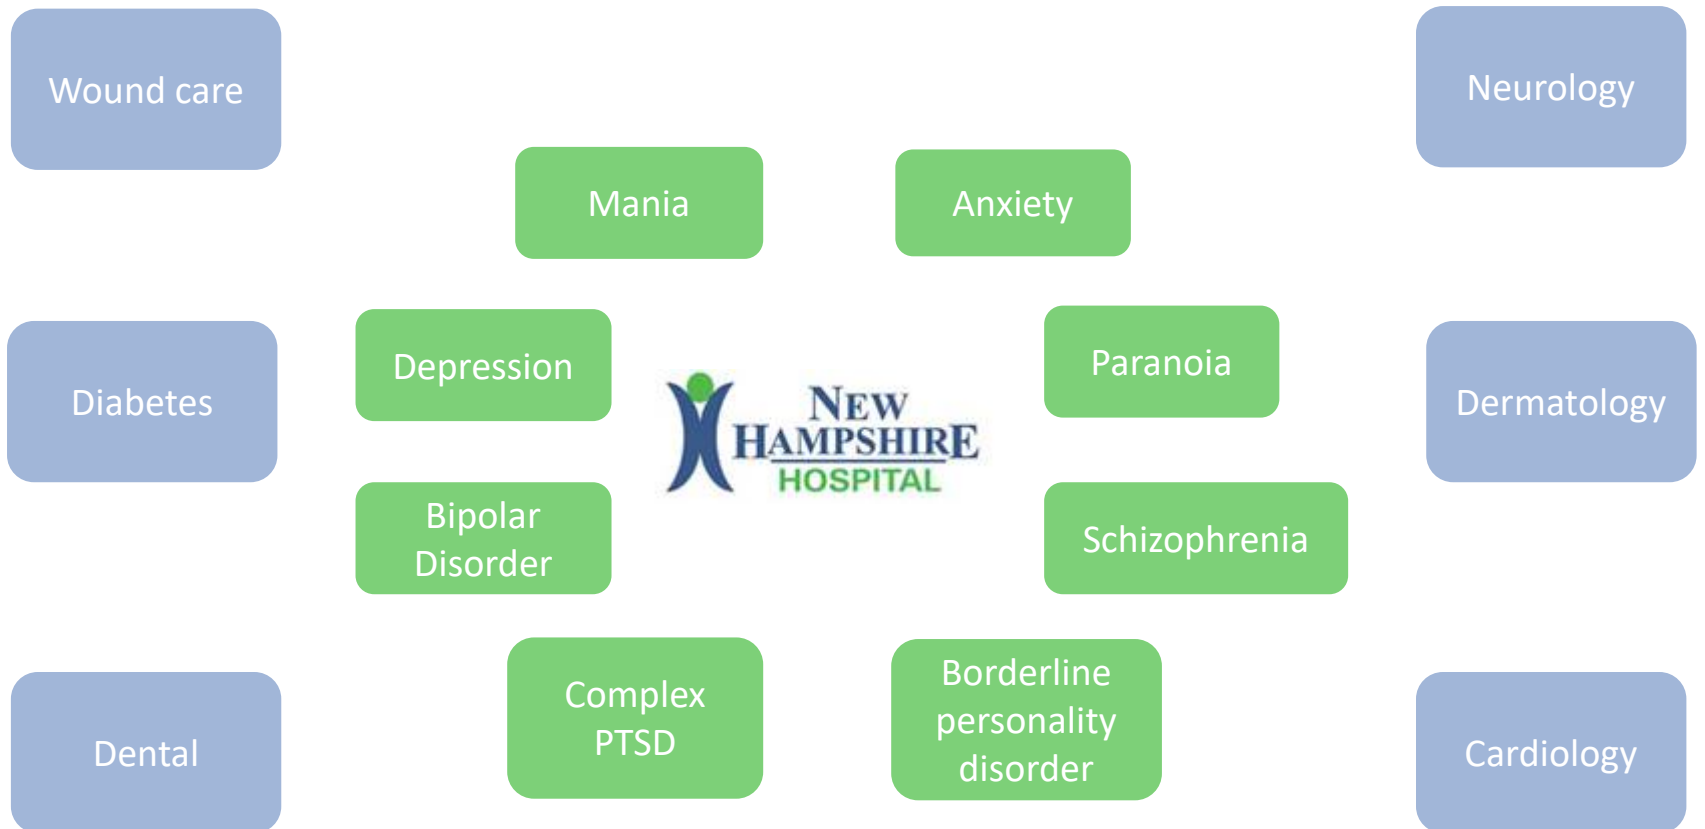 Wound care
Neurology
Mania
Anxiety
Depression
Paranoia
Diabetes
Dermatology
NEW
HAMPSHIRE
HOSPITAL
Bipolar
Disorder
Schizophrenia
Complex
PTSD
Borderline
personality
disorder
Dental
Cardiology